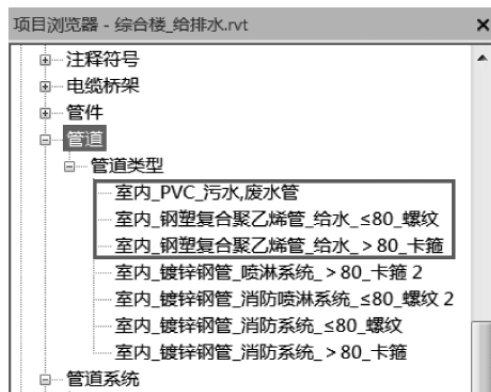 项目浏览器 - 综合楼_给排水.rvt
注释符号
电缆桥架
管件
管道
管道类型
室内_PVC_污水,废水管
室内_钢塑复合聚乙烯管_给水_≤80_螺纹
室内_钢塑复合聚乙烯管_给水_＞80_卡箍
室内_镀锌钢管_喷淋系统_＞80_卡箍 2
室内_镀锌钢管_消防喷淋系统_≤80_螺纹 2
室内_镀锌钢管_消防系统_≤80_螺纹
室内_镀锌钢管_消防系统_＞80_卡箍
管道系统